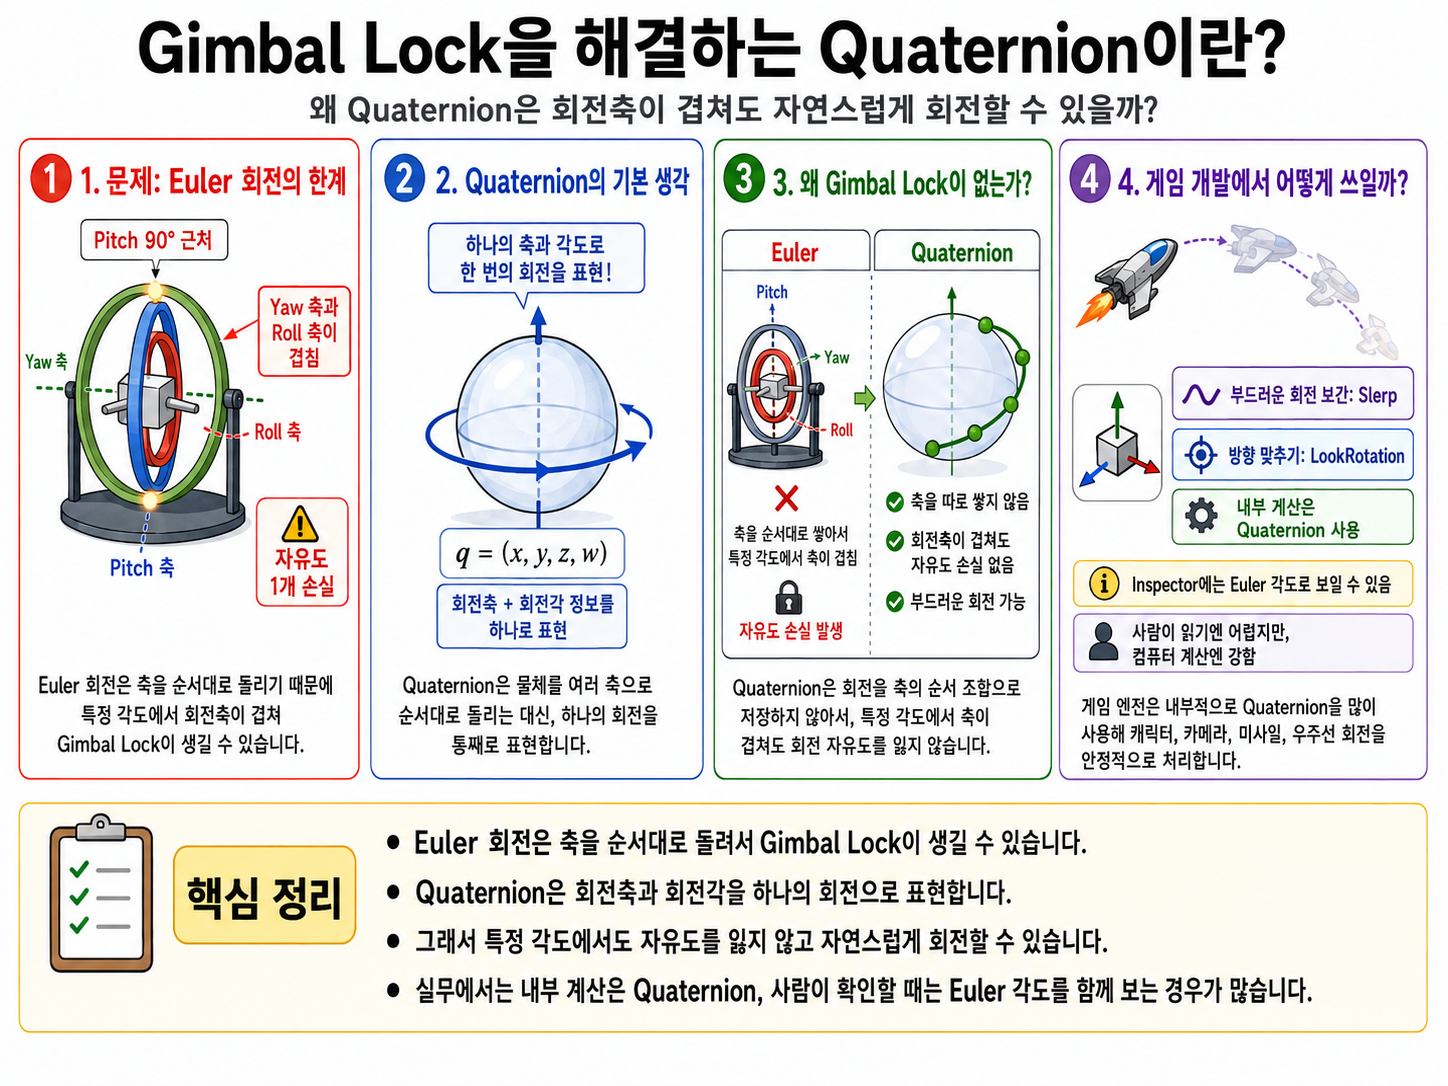 Gimbal Lock을 해결하는 Quaternion이란?
왜 Quaternion은 회전축이 겹쳐도 자연스럽게 회전할 수 있을까?
1 1. 문제: Euler 회전의 한계
Pitch 90° 근처
Yaw 축과
Roll 축이
겹침
Yaw 축
Roll 축
Pitch 축
자유도
1개 손실
Euler 회전은 축을 순서대로 돌리기 때문에
특정 각도에서 회전축이 겹쳐
Gimbal Lock이 생길 수 있습니다.
2 2. Quaternion의 기본 생각
하나의 축과 각도로
한 번의 회전을 표현!
q = (x, y, z, w)
회전축 + 회전각 정보를
하나로 표현
Quaternion은 물체를 여러 축으로
순서대로 돌리는 대신, 하나의 회전을
통째로 표현합니다.
3 3. 왜 Gimbal Lock이 없는가?
Euler
Pitch
Yaw
Roll
축을 순서대로 쌓아서
특정 각도에서 축이 겹침
자유도 손실 발생
Quaternion
축을 따로 쌓지 않음
회전축이 겹쳐도
자유도 손실 없음
부드러운 회전 가능
Quaternion은 회전을 축의 순서 조합으로
저장하지 않아서, 특정 각도에서 축이
겹쳐도 회전 자유도를 잃지 않습니다.
4 4. 게임 개발에서 어떻게 쓰일까?
부드러운 회전 보간: Slerp
방향 맞추기: LookRotation
내부 계산은
Quaternion 사용
i Inspector에는 Euler 각도로 보일 수 있음
사람이 읽기엔 어렵지만,
컴퓨터 계산엔 강함
게임 엔전은 내부적으로 Quaternion을 많이
사용해 캐릭터, 카메라, 미사일, 우주선 회전을
안정적으로 처리합니다.
핵심 정리
• Euler 회전은 축을 순서대로 돌려서 Gimbal Lock이 생길 수 있습니다.
• Quaternion은 회전축과 회전각을 하나의 회전으로 표현합니다.
• 그래서 특정 각도에서도 자유도를 잃지 않고 자연스럽게 회전할 수 있습니다.
• 실무에서는 내부 계산은 Quaternion, 사람이 확인할 때는 Euler 각도를 함께 보는 경우가 많습니다.